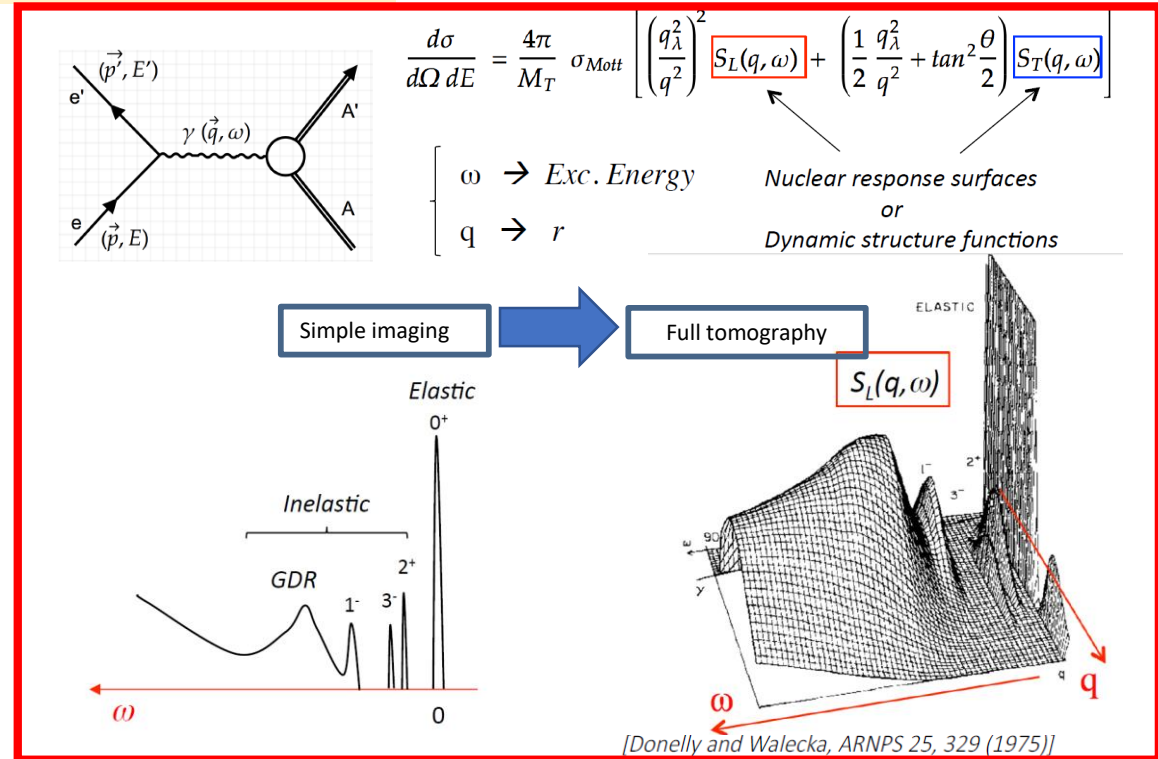 dσ/(dΩ dE) = (4π/M_T) σ_Mott [ (q_λ²/q²)² S_L(q, ω) + ( (1/2) (q_λ²/q²) + tan² (θ/2) ) S_T(q, ω) ]
(p⃗', E')
e'
A'
γ (q⃗, ω)
A
e
(p⃗, E)
ω → Exc. Energy
q → r
Nuclear response surfaces
or
Dynamic structure functions
Simple imaging
Full tomography
ELASTIC
S_L(q, ω)
Elastic
0⁺
Inelastic
GDR
1⁻
3⁻
2⁺
ω
0
1⁻
2⁺
3⁻
ω
90
γ
q
q
ω
[Donelly and Walecka, ARNPS 25, 329 (1975)]